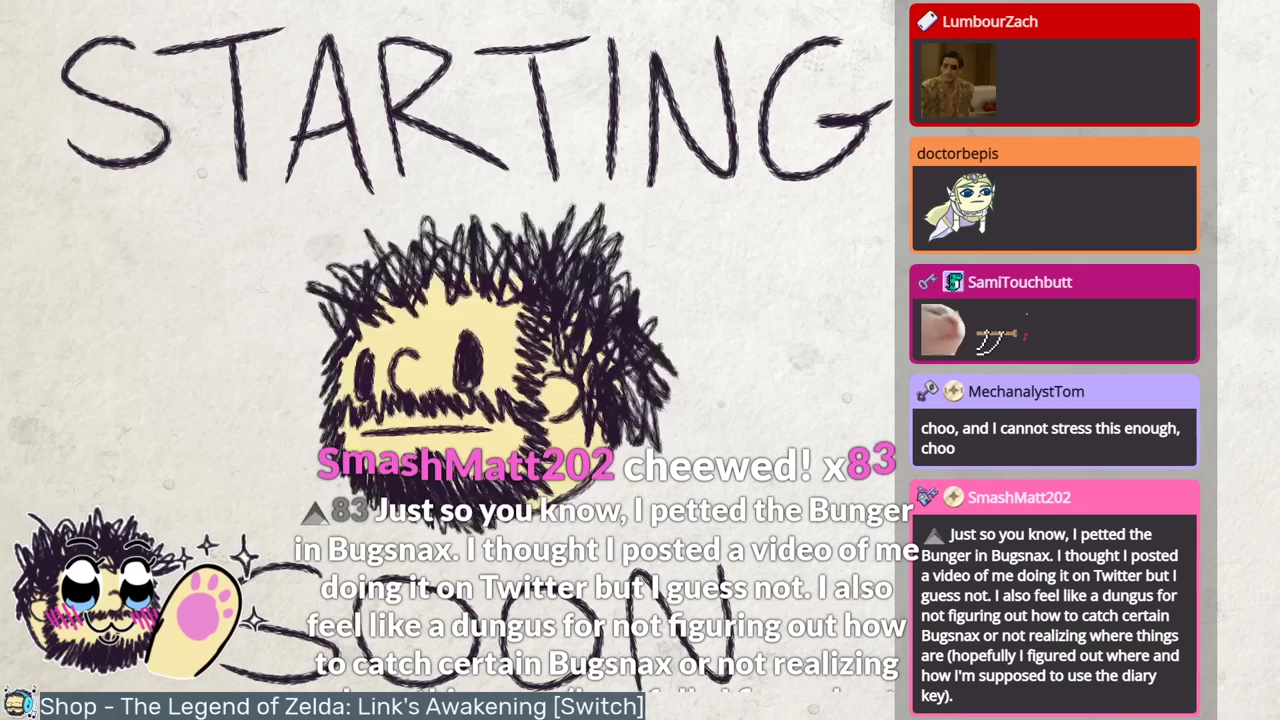 STARTING
SOON
SmashMatt202 cheewed! x83
83 Just so you know, I petted the Bunger
in Bugsnax. I thought I posted a video of me
doing it on Twitter but I guess not. I also
feel like a dungus for not figuring out how
to catch certain Bugsnax or not realizing
Shop - The Legend of Zelda: Link's Awakening [Switch]
LumbourZach
doctorbepis
SamiTouchbutt
MechanalystTom
choo, and I cannot stress this enough,
choo
SmashMatt202
Just so you know, I petted the
Bunger in Bugsnax. I thought I posted
a video of me doing it on Twitter but I
guess not. I also feel like a dungus for
not figuring out how to catch certain
Bugsnax or not realizing where things
are (hopefully I figured out where and
how I'm supposed to use the diary
key).